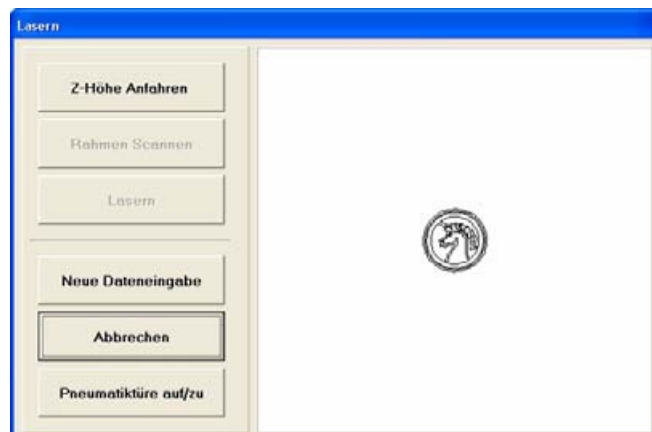 Lasern
Z-Höhe Anfahren
Rahmen Scannen
Lasern
Neue Dateneingabe
Abbrechen
Pneumatiktüre auf/zu